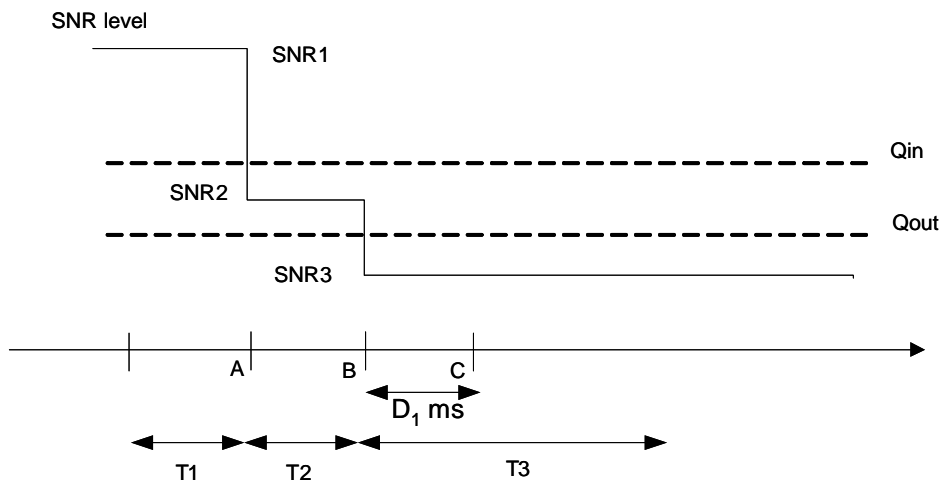 SNR level
SNR1
Qin
SNR2
Qout
SNR3
A
B
C
D₁ ms
T1
T2
T3